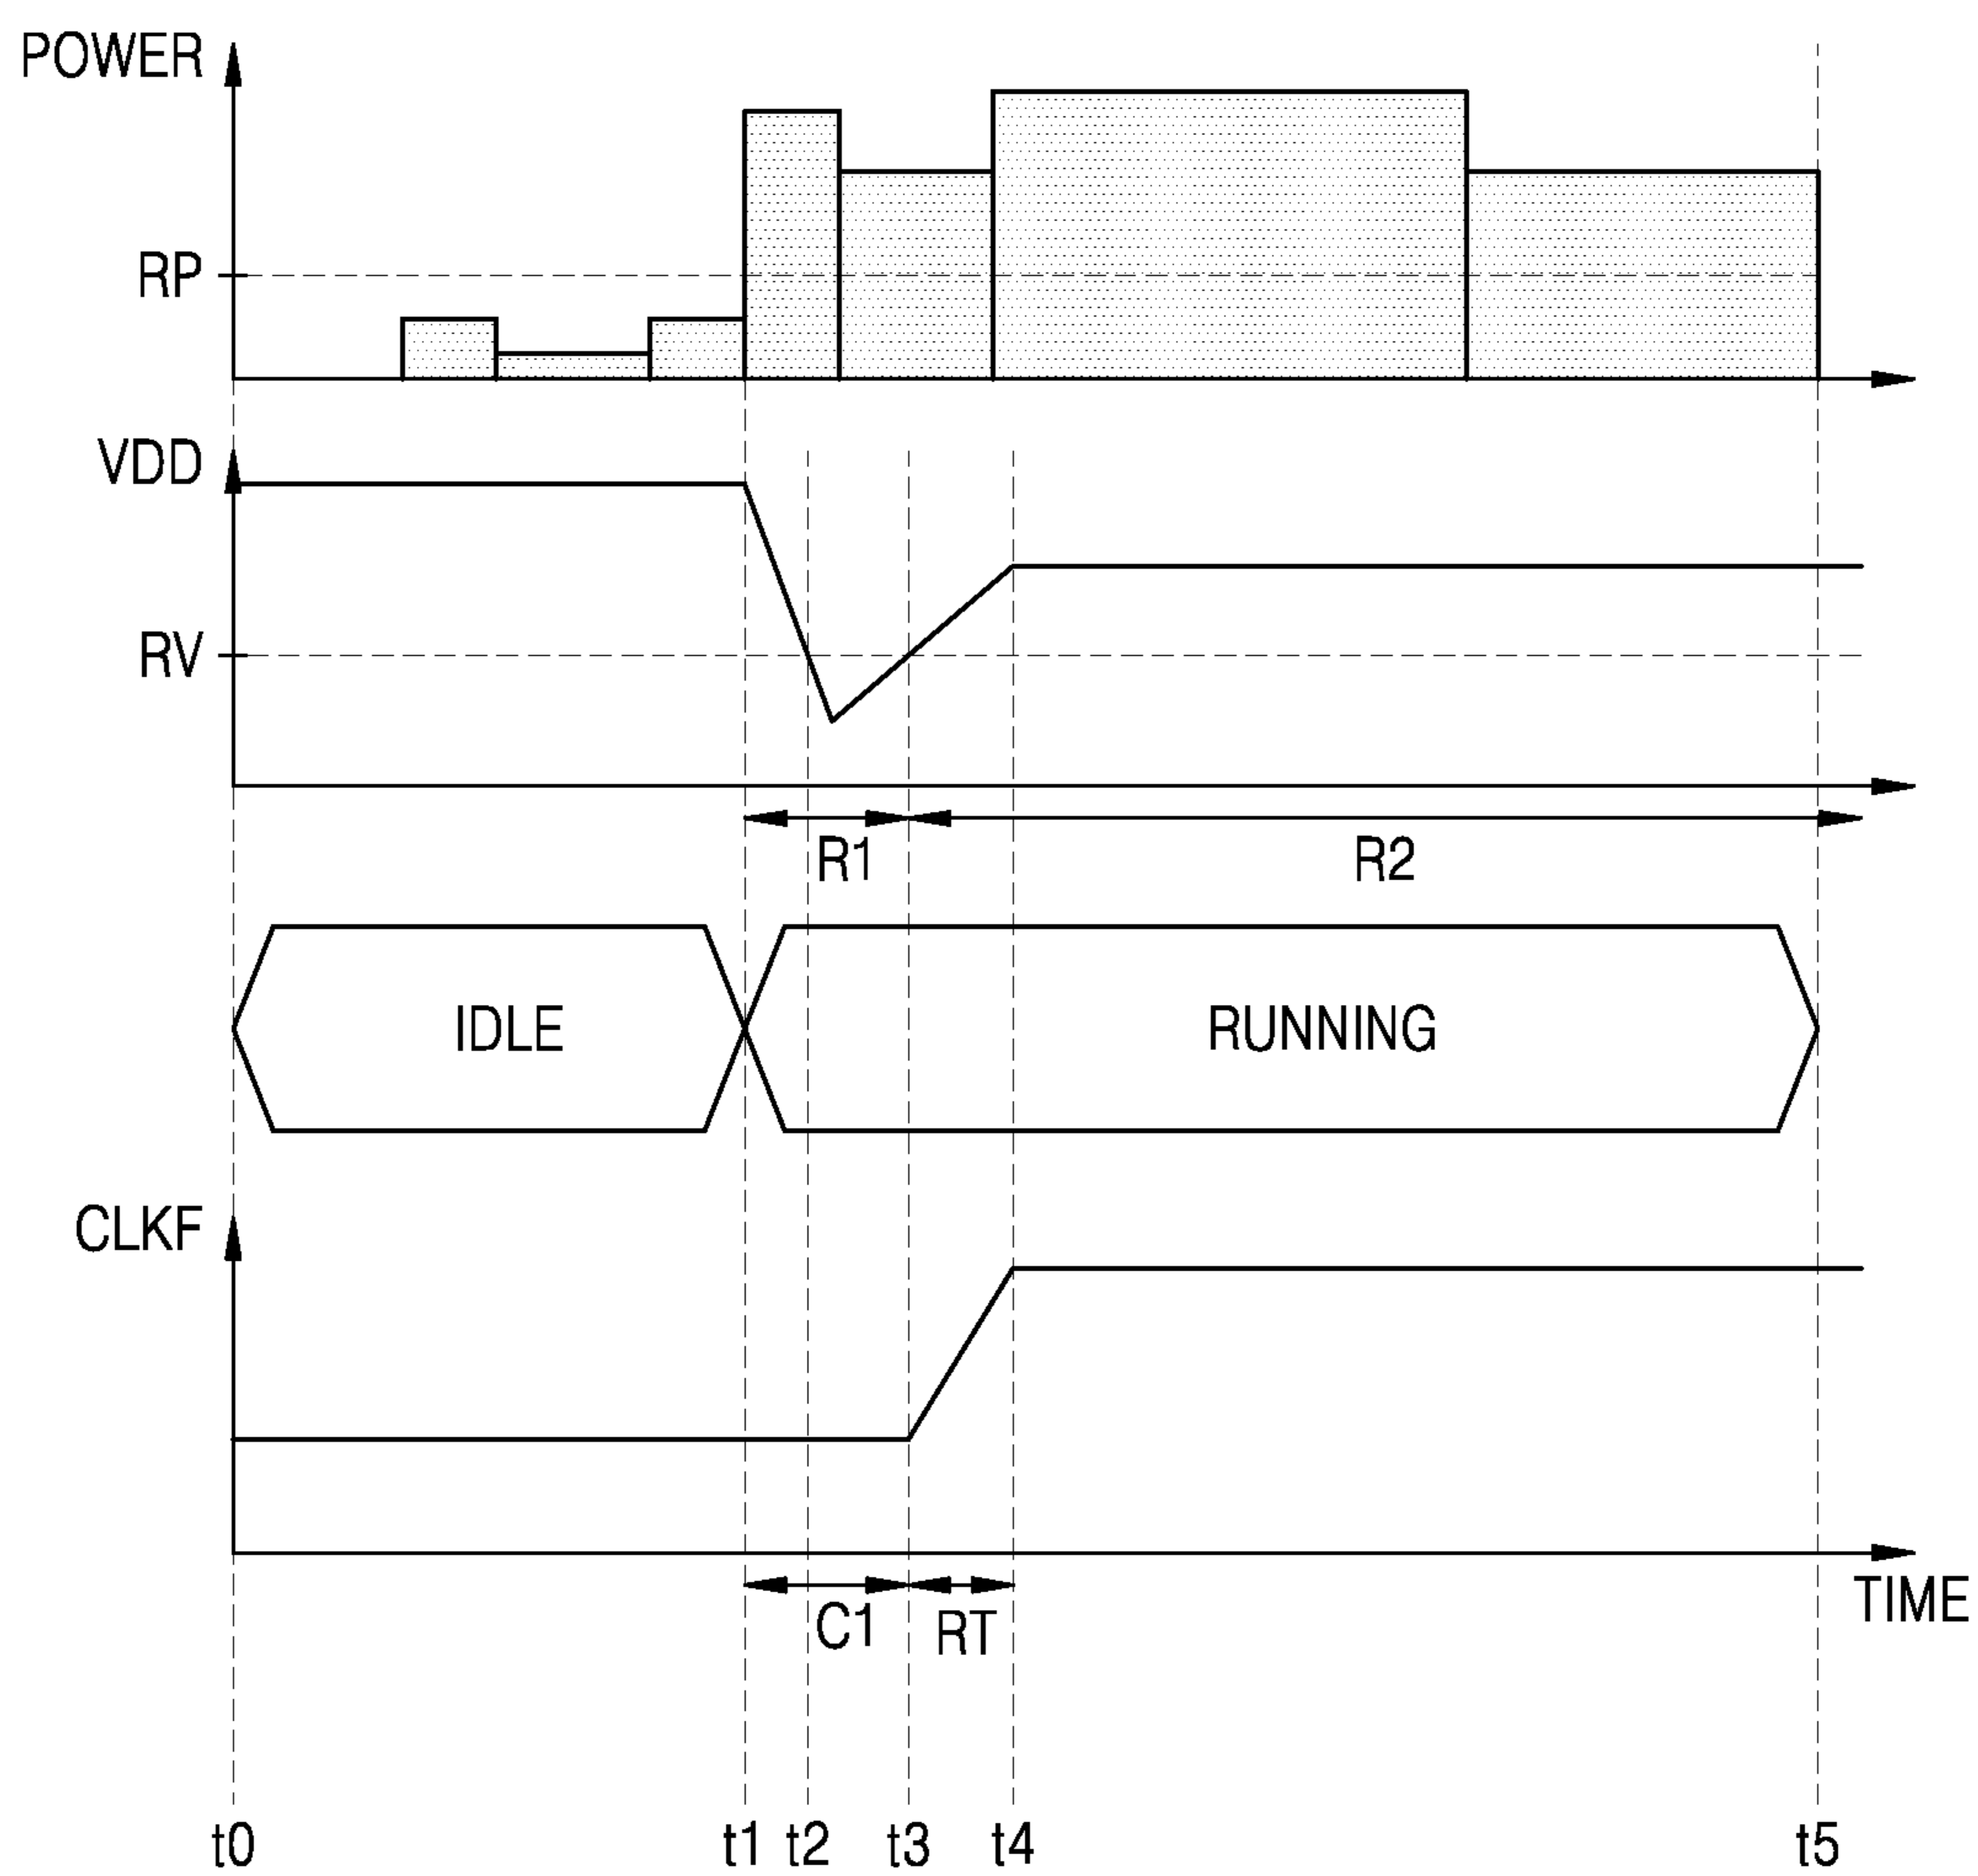 POWER
RP
VDD
RV
R1
R2
IDLE
RUNNING
CLKF
TIME
C1
RT
t0
t1
t2
t3
t4
t5